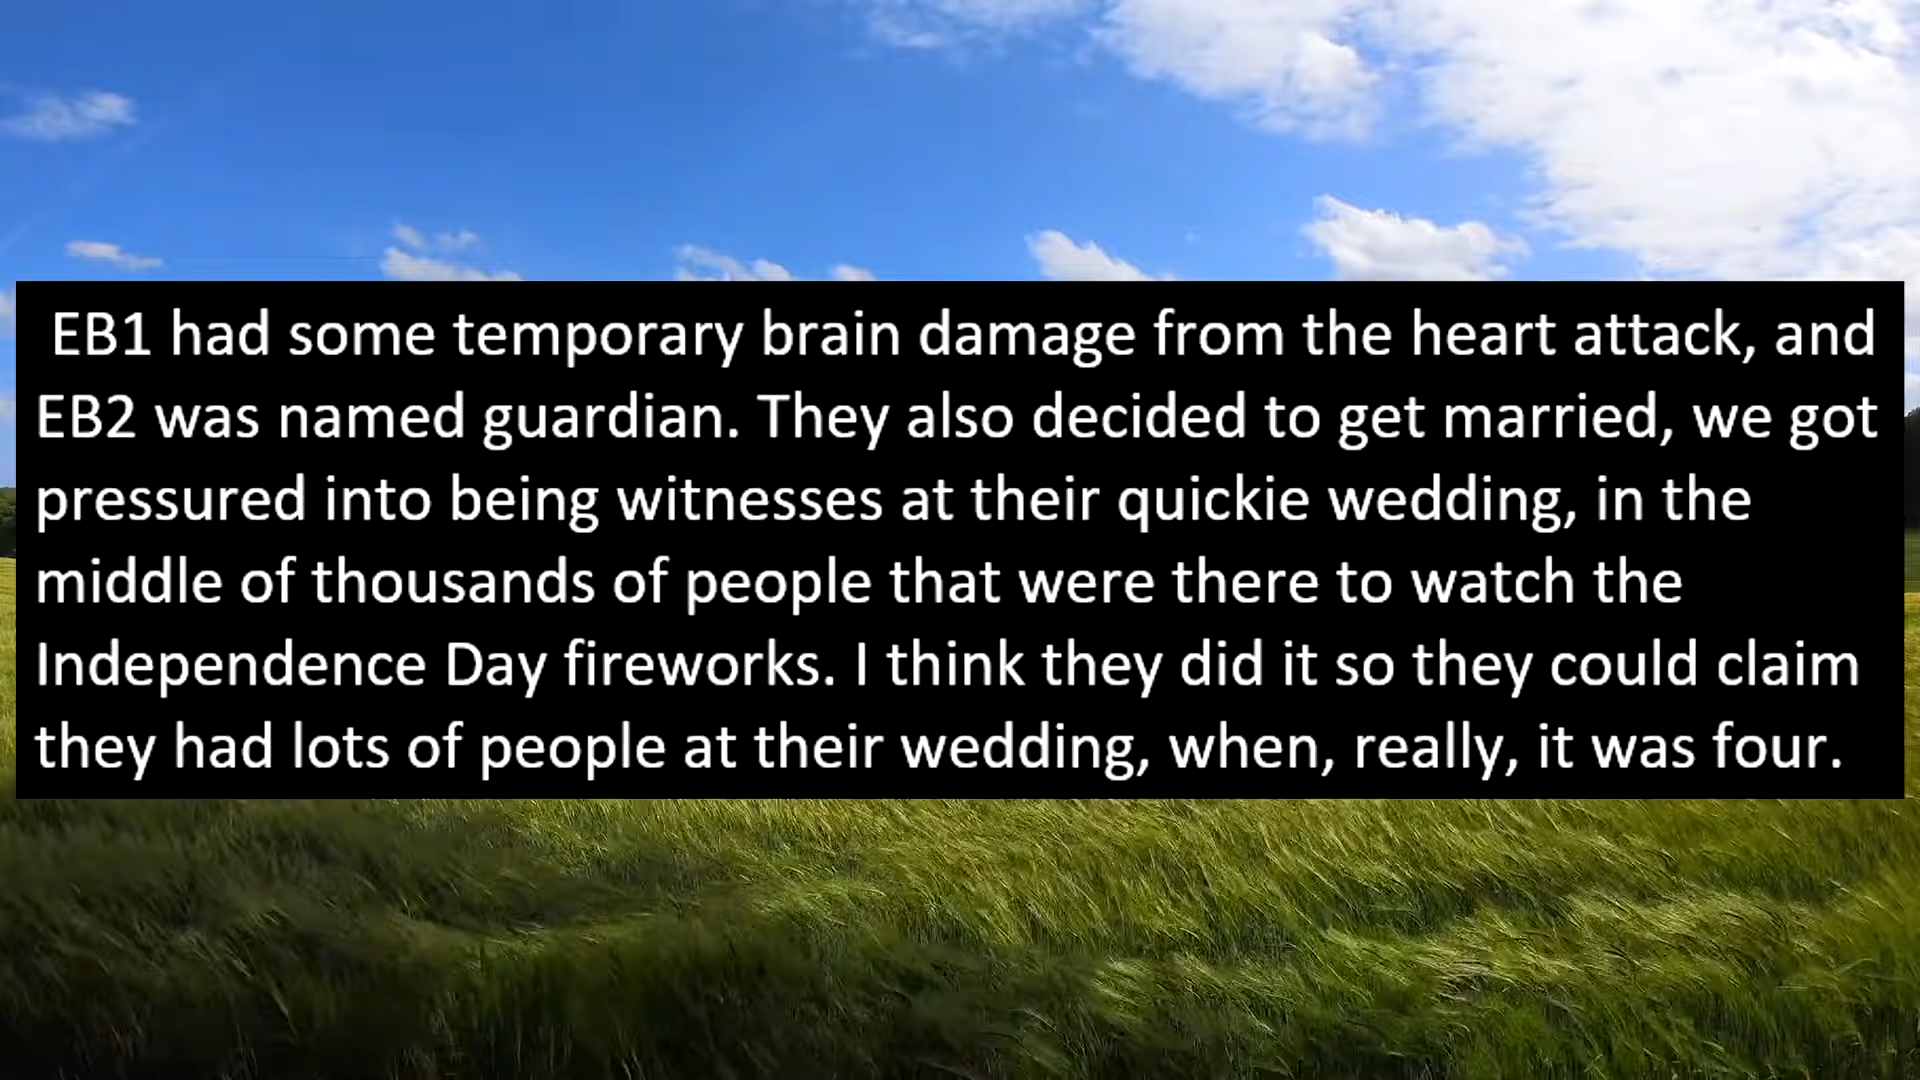 EB1 had some temporary brain damage from the heart attack, and
EB2 was named guardian. They also decided to get married, we got
pressured into being witnesses at their quickie wedding, in the
middle of thousands of people that were there to watch the
Independence Day fireworks. I think they did it so they could claim
they had lots of people at their wedding, when, really, it was four.